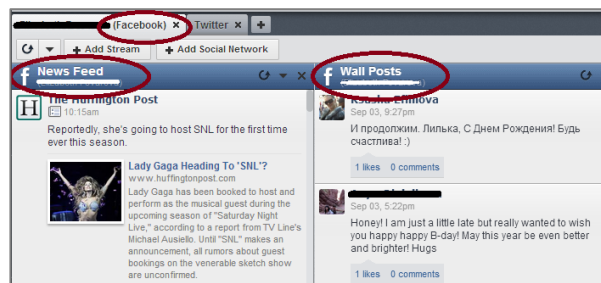 (Facebook) × Twitter ×
Add Stream
Add Social Network
News Feed
The Huffington Post
10:15am
Reportedly, she's going to host SNL for the first time
ever this season.
Lady Gaga Heading To 'SNL'?
www.huffingtonpost.com
Lady Gaga has been booked to host and
perform as the musical guest during the
upcoming season of "Saturday Night
Live," according to a report from TV Line's
Michael Ausiello. Until "SNL" makes an
announcement, all rumors about guest
bookings on the venerable sketch show
are unconfirmed.
Wall Posts
Sep 03, 9:27pm
И продолжим. Лилька, С Днем Рождения! Будь
счастлива! :)
1 likes 0 comments
Sep 03, 5:22pm
Honey! I am just a little late but really wanted to wish
you happy happy B-day! May this year be even better
and brighter! Hugs
1 likes 0 comments